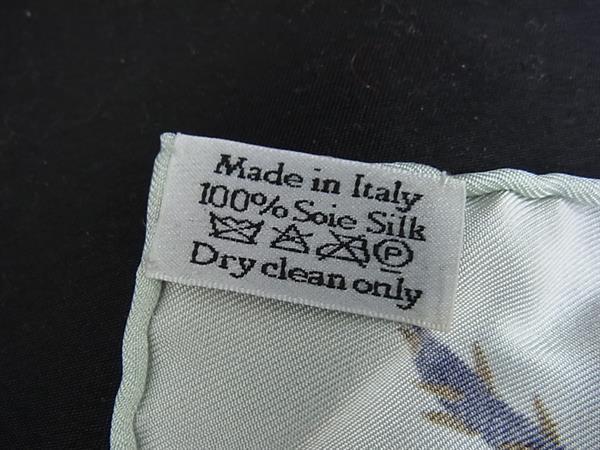 Made in Italy
100% Soie Silk
P
Dry clean only